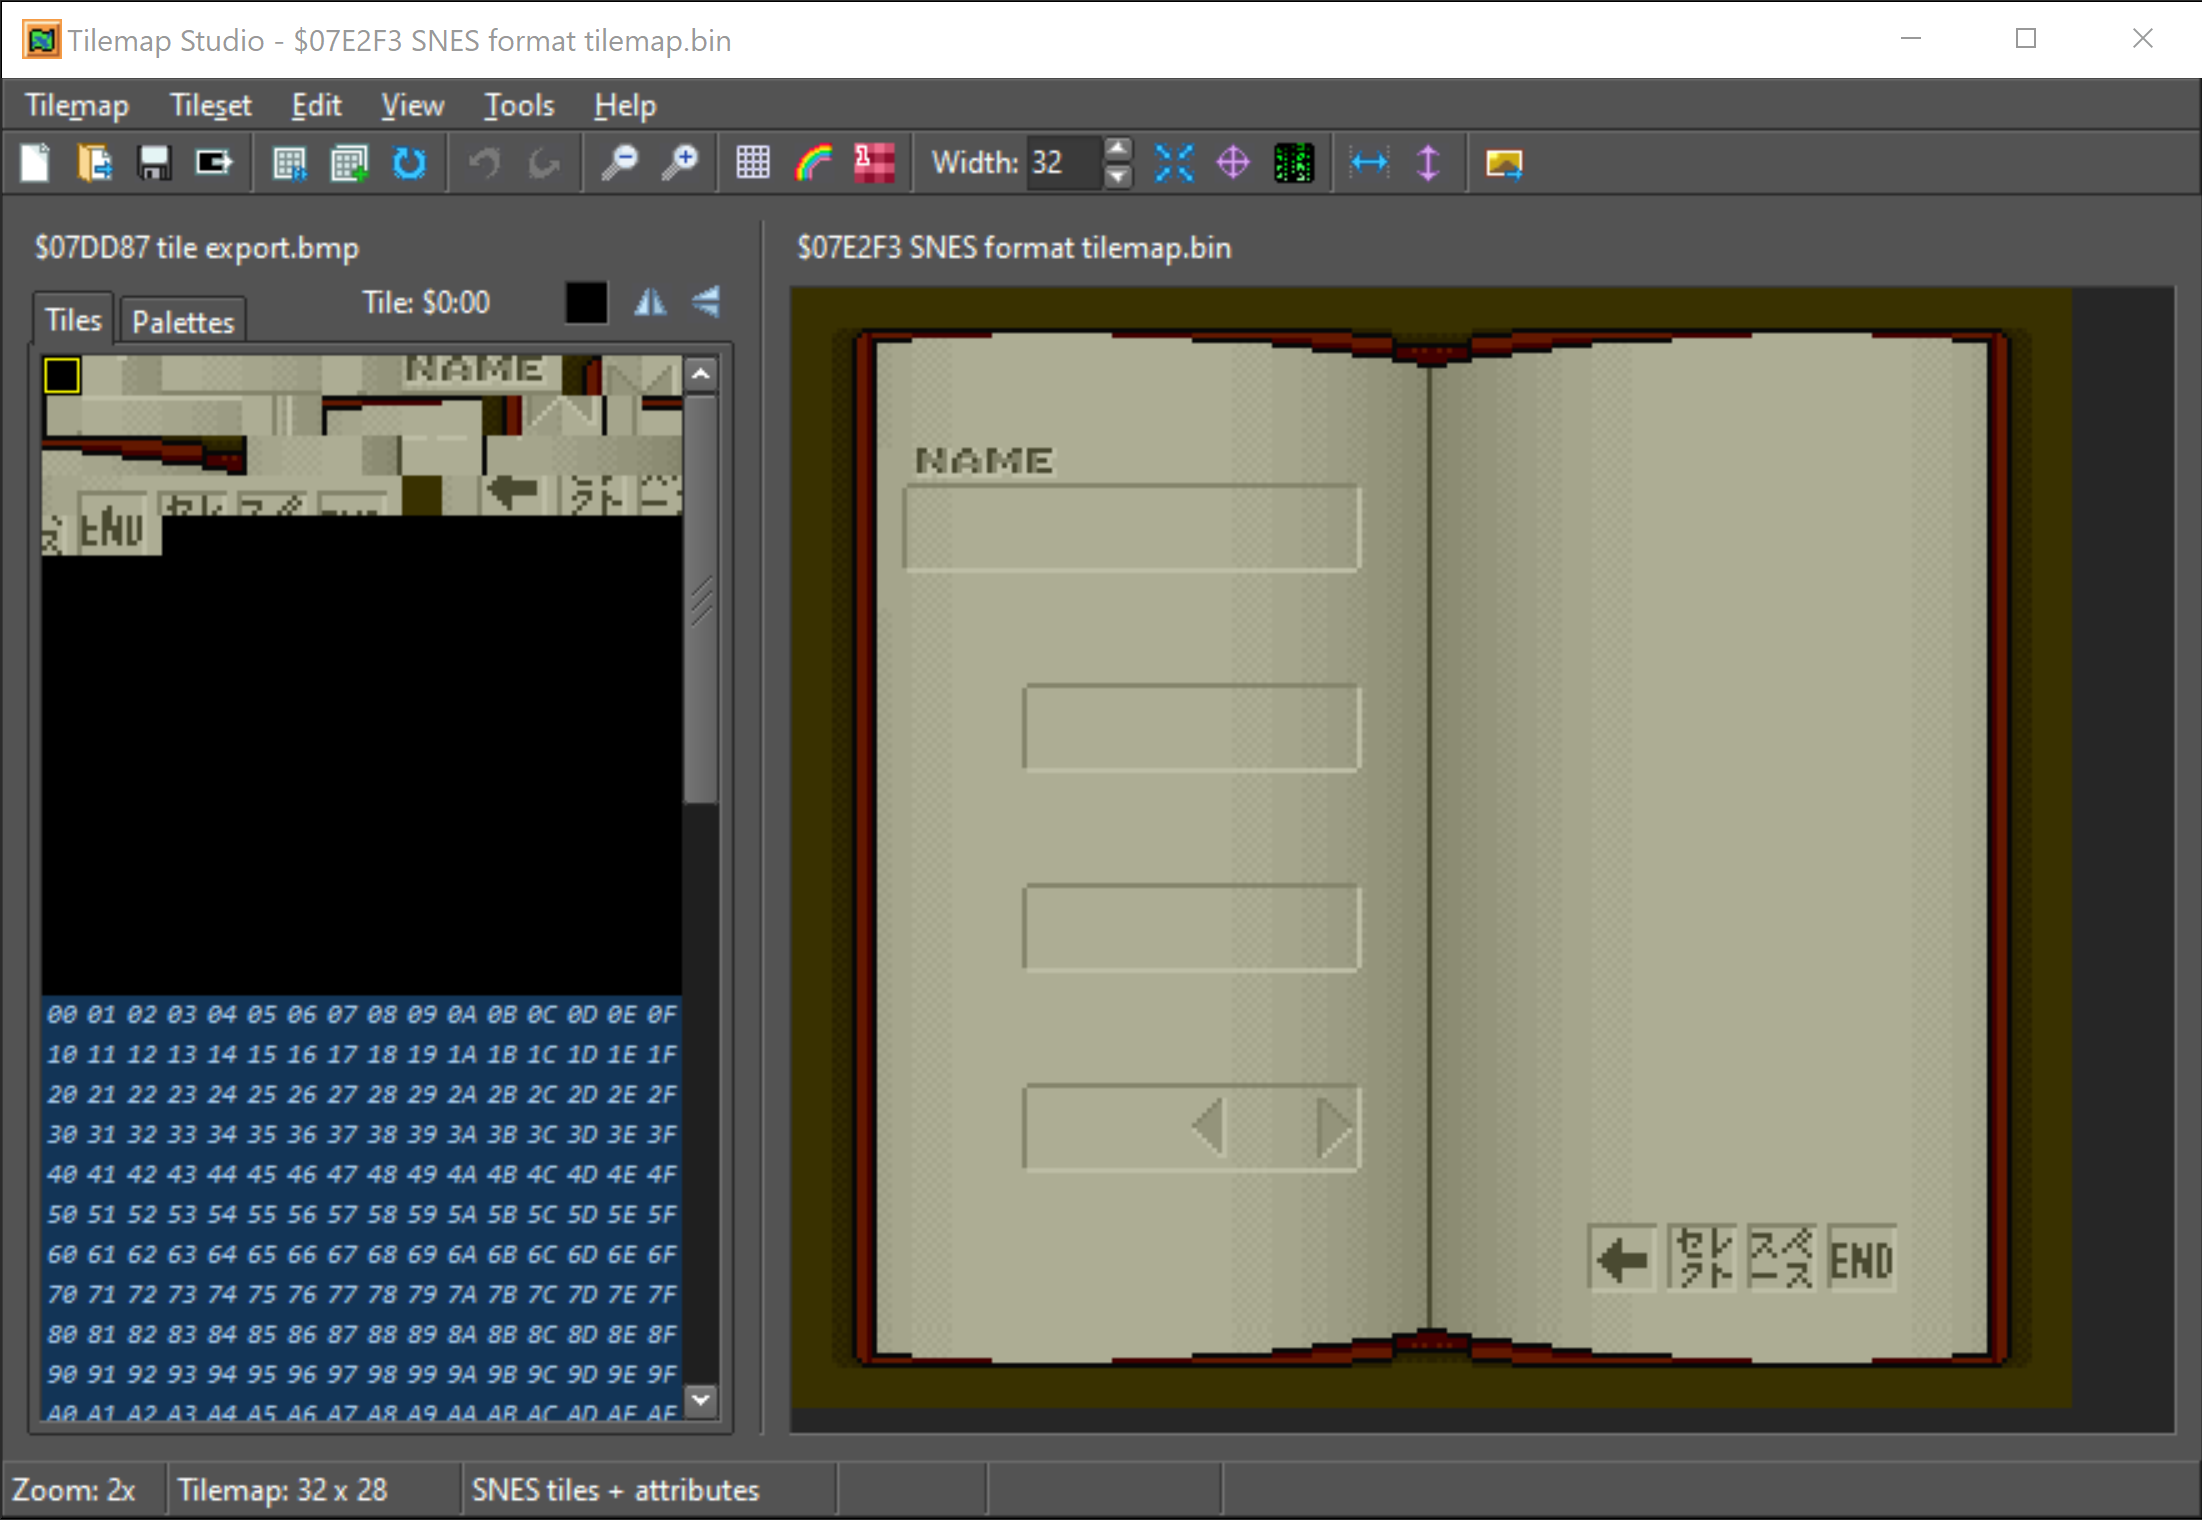 Tilemap Studio - $07E2F3 SNES format tilemap.bin
Tilemap Tileset Edit View Tools Help
1
Width: 32
$07DD87 tile export.bmp
Tiles Palettes Tile: $0:00
NAME
END
00 01 02 03 04 05 06 07 08 09 0A 0B 0C 0D 0E 0F
10 11 12 13 14 15 16 17 18 19 1A 1B 1C 1D 1E 1F
20 21 22 23 24 25 26 27 28 29 2A 2B 2C 2D 2E 2F
30 31 32 33 34 35 36 37 38 39 3A 3B 3C 3D 3E 3F
40 41 42 43 44 45 46 47 48 49 4A 4B 4C 4D 4E 4F
50 51 52 53 54 55 56 57 58 59 5A 5B 5C 5D 5E 5F
60 61 62 63 64 65 66 67 68 69 6A 6B 6C 6D 6E 6F
70 71 72 73 74 75 76 77 78 79 7A 7B 7C 7D 7E 7F
80 81 82 83 84 85 86 87 88 89 8A 8B 8C 8D 8E 8F
90 91 92 93 94 95 96 97 98 99 9A 9B 9C 9D 9E 9F
A0 A1 A2 A3 A4 A5 A6 A7 A8 A9 AA AB AC AD AE AF
$07E2F3 SNES format tilemap.bin
NAME
セレクト スペース END
Zoom: 2x Tilemap: 32 x 28 SNES tiles + attributes